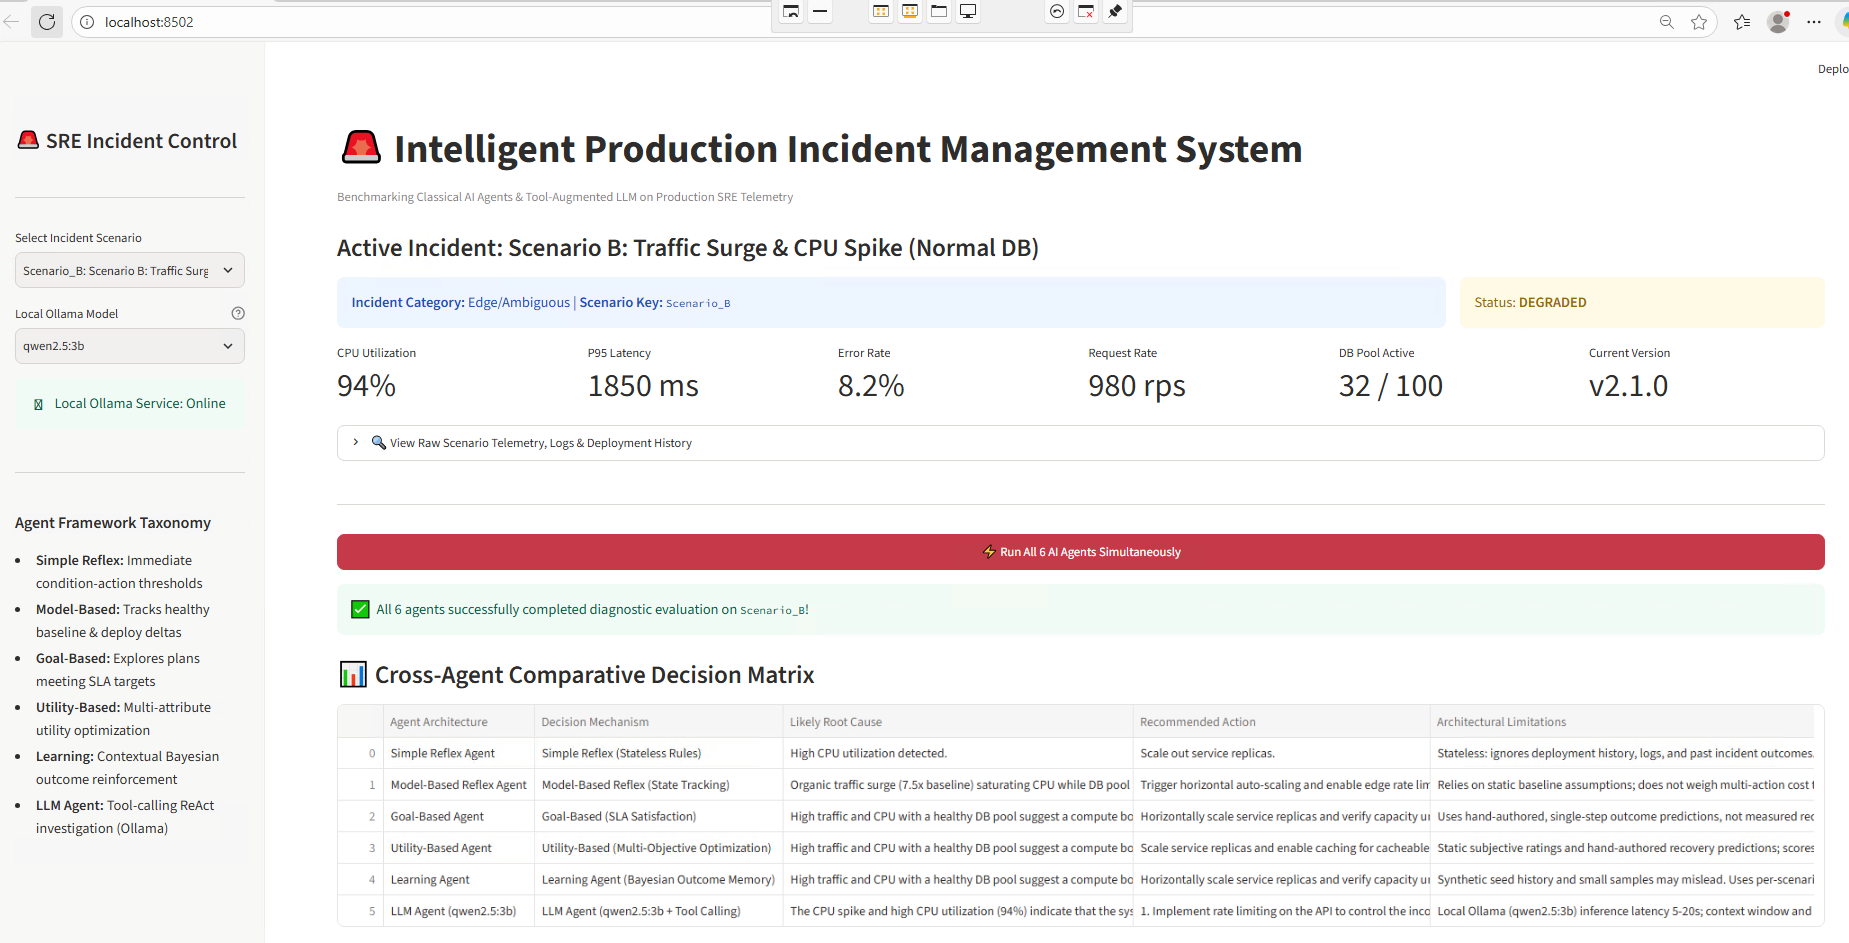 localhost:8502
Deplo
SRE Incident Control
Select Incident Scenario
Scenario_B: Scenario B: Traffic Surg
Local Ollama Model
qwen2.5:3b
Local Ollama Service: Online
Agent Framework Taxonomy
Simple Reflex: Immediate
condition-action thresholds
Model-Based: Tracks healthy
baseline & deploy deltas
Goal-Based: Explores plans
meeting SLA targets
Utility-Based: Multi-attribute
utility optimization
Learning: Contextual Bayesian
outcome reinforcement
LLM Agent: Tool-calling ReAct
investigation (Ollama)
Intelligent Production Incident Management System
Benchmarking Classical AI Agents & Tool-Augmented LLM on Production SRE Telemetry
Active Incident: Scenario B: Traffic Surge & CPU Spike (Normal DB)
Incident Category: Edge/Ambiguous | Scenario Key: Scenario_B
Status: DEGRADED
CPU Utilization
94%
P95 Latency
1850 ms
Error Rate
8.2%
Request Rate
980 rps
DB Pool Active
32 / 100
Current Version
v2.1.0
View Raw Scenario Telemetry, Logs & Deployment History
Run All 6 AI Agents Simultaneously
All 6 agents successfully completed diagnostic evaluation on Scenario_B!
Cross-Agent Comparative Decision Matrix
Agent Architecture Decision Mechanism Likely Root Cause Recommended Action Architectural Limitations
0 Simple Reflex Agent Simple Reflex (Stateless Rules) High CPU utilization detected. Scale out service replicas. Stateless: ignores deployment history, logs, and past incident outcomes.
1 Model-Based Reflex Agent Model-Based Reflex (State Tracking) Organic traffic surge (7.5x baseline) saturating CPU while DB pool Trigger horizontal auto-scaling and enable edge rate lim Relies on static baseline assumptions; does not weigh multi-action cost t
2 Goal-Based Agent Goal-Based (SLA Satisfaction) High traffic and CPU with a healthy DB pool suggest a compute bo Horizontally scale service replicas and verify capacity u Uses hand-authored, single-step outcome predictions, not measured rec
3 Utility-Based Agent Utility-Based (Multi-Objective Optimization) High traffic and CPU with a healthy DB pool suggest a compute bo Scale service replicas and enable caching for cacheable Static subjective ratings and hand-authored recovery predictions; scores
4 Learning Agent Learning Agent (Bayesian Outcome Memory) High traffic and CPU with a healthy DB pool suggest a compute bo Horizontally scale service replicas and verify capacity u Synthetic seed history and small samples may mislead. Uses per-scenari
5 LLM Agent (qwen2.5:3b) LLM Agent (qwen2.5:3b + Tool Calling) The CPU spike and high CPU utilization (94%) indicate that the sys 1. Implement rate limiting on the API to control the inco Local Ollama (qwen2.5:3b) inference latency 5-20s; context window and